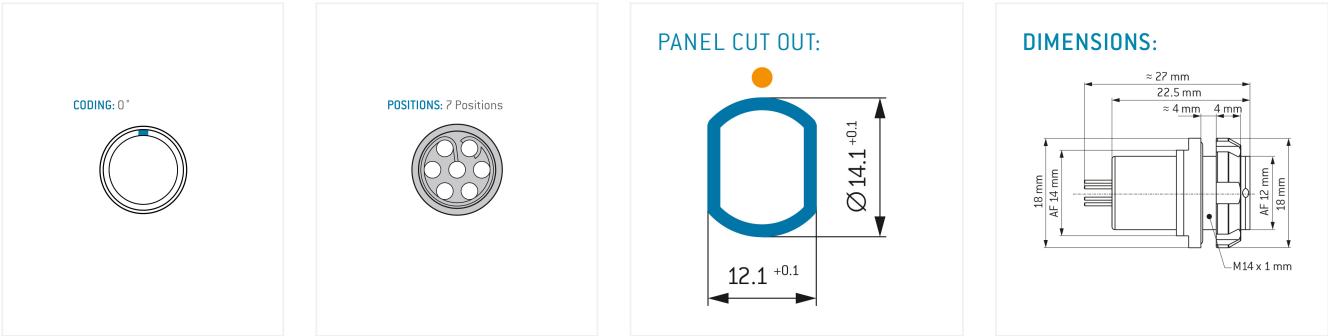 CODING: 0°
POSITIONS: 7 Positions
PANEL CUT OUT:
Ø14.1 +0.1
12.1 +0.1
DIMENSIONS:
≈ 27 mm
22.5 mm
≈ 4 mm
4 mm
18 mm
AF 14 mm
AF 12 mm
18 mm
M14 x 1 mm